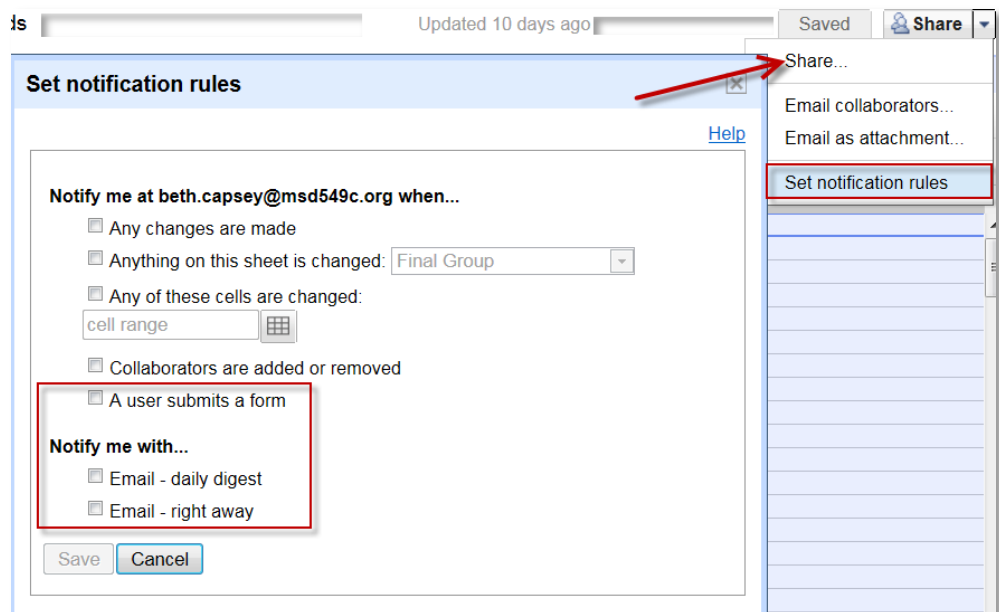 ds Updated 10 days ago Saved Share
Set notification rules
Share...
Email collaborators...
Email as attachment...
Set notification rules
Help
Notify me at beth.capsey@msd549c.org when...
Any changes are made
Anything on this sheet is changed: Final Group
Any of these cells are changed:
cell range
Collaborators are added or removed
A user submits a form
Notify me with...
Email - daily digest
Email - right away
Save Cancel